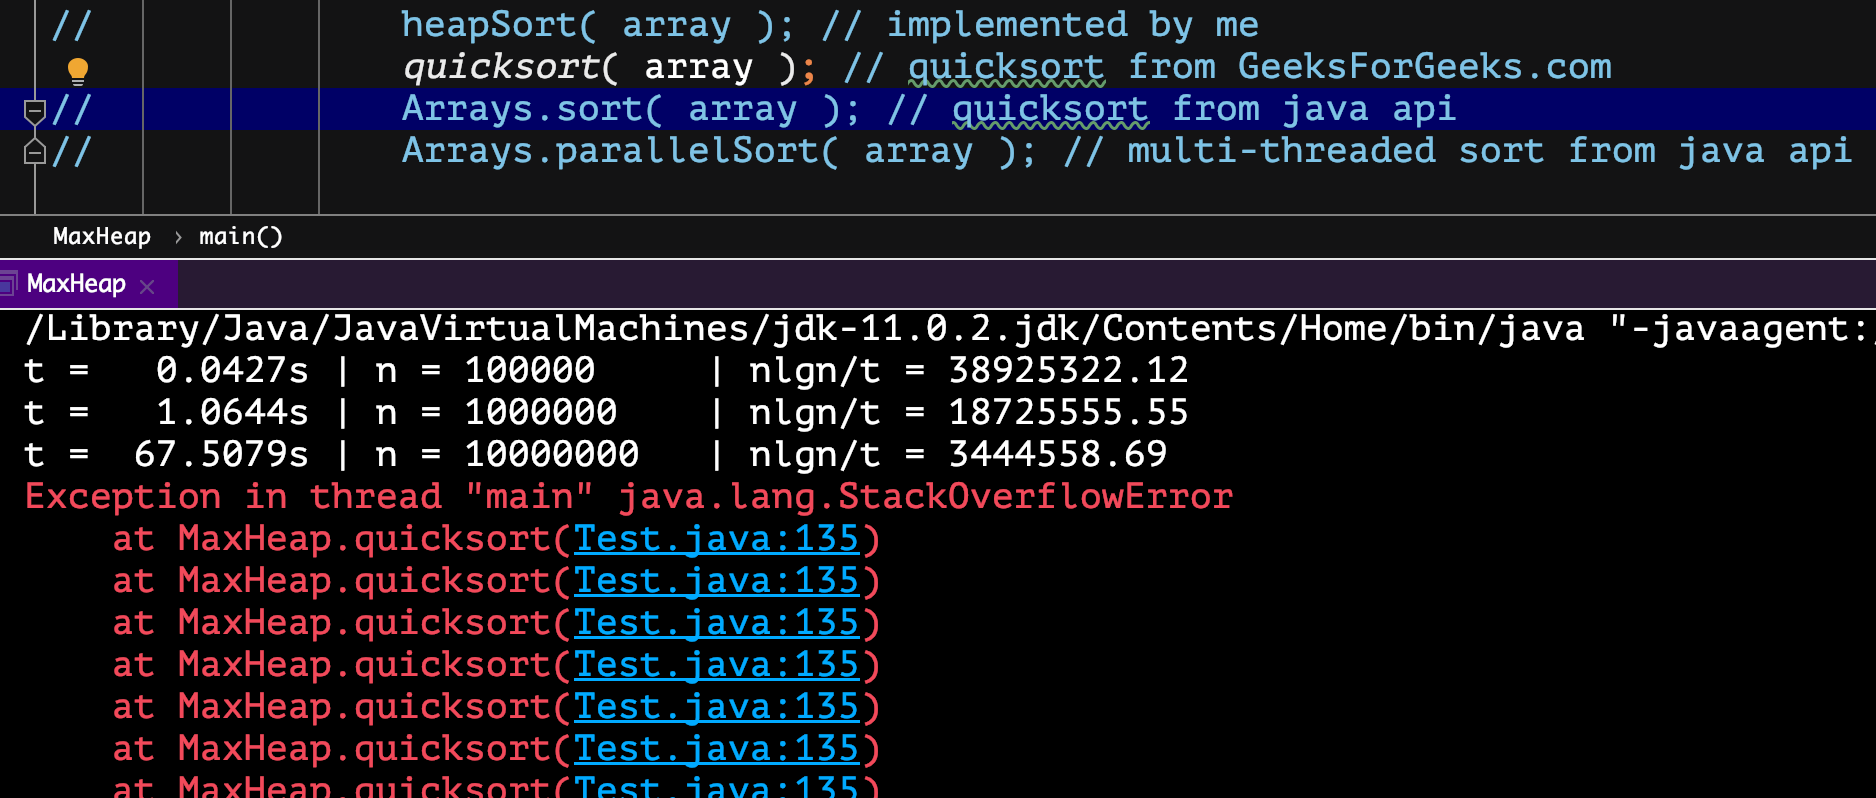 // heapSort( array ); // implemented by me
quicksort( array ); // quicksort from GeeksForGeeks.com
// Arrays.sort( array ); // quicksort from java api
// Arrays.parallelSort( array ); // multi-threaded sort from java api
MaxHeap › main()
MaxHeap ×
/Library/Java/JavaVirtualMachines/jdk-11.0.2.jdk/Contents/Home/bin/java "-javaagent:/
t =   0.0427s | n = 100000     | nlgn/t = 38925322.12
t =   1.0644s | n = 1000000    | nlgn/t = 18725555.55
t =  67.5079s | n = 10000000   | nlgn/t = 3444558.69
Exception in thread "main" java.lang.StackOverflowError
at MaxHeap.quicksort(Test.java:135)
at MaxHeap.quicksort(Test.java:135)
at MaxHeap.quicksort(Test.java:135)
at MaxHeap.quicksort(Test.java:135)
at MaxHeap.quicksort(Test.java:135)
at MaxHeap.quicksort(Test.java:135)
at MaxHeap.quicksort(Test.java:135)